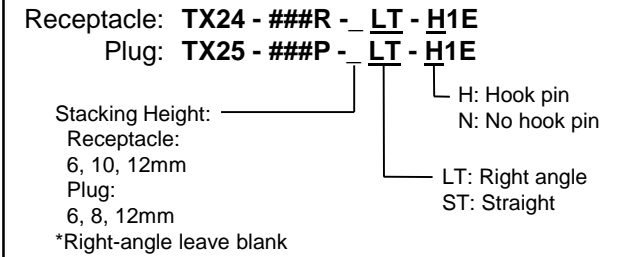 Receptacle: TX24 - ###R -_ LT - H1E
Plug: TX25 - ###P -_ LT - H1E
Stacking Height:
Receptacle:
6, 10, 12mm
Plug:
6, 8, 12mm
*Right-angle leave blank
H: Hook pin
N: No hook pin
LT: Right angle
ST: Straight